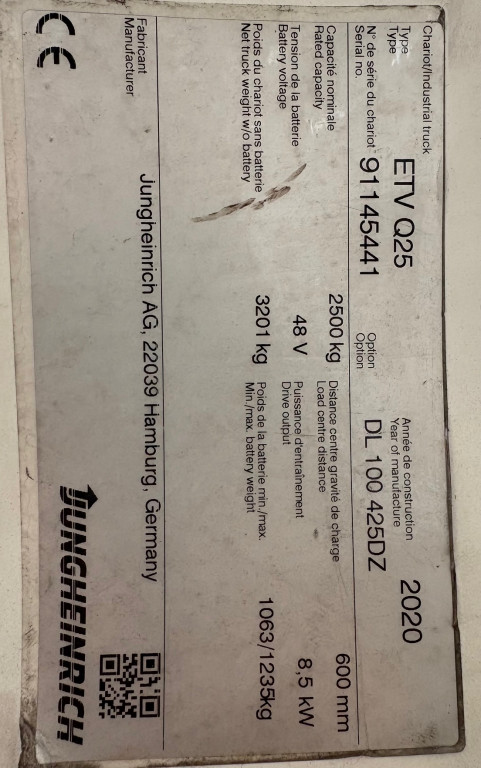 Chariot/Industrial truck
Type
Type
ETV Q25
Année de construction
Year of manufacture
2020
N° de série du chariot
Serial no.
91145441
Option
Option
DL 100 425DZ
Capacité nominale
Rated capacity
2500 kg
Distance centre gravité de charge
Load centre distance
600 mm
Tension de la batterie
Battery voltage
48 V
Puissance d'entraînement
Drive output
8,5 kW
Poids du chariot sans batterie
Net truck weight w/o battery
3201 kg
Poids de la batterie min./max.
Min./max. battery weight
1063/1235kg
Fabricant
Manufacturer
Jungheinrich AG, 22039 Hamburg, Germany
CE
JUNGHEINRICH